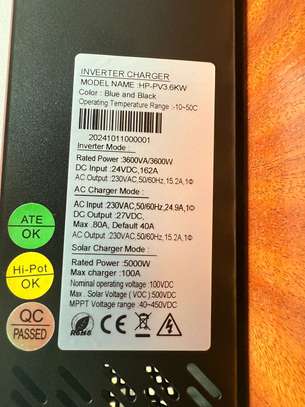 INVERTER CHARGER
MODEL NAME :HP-PV3.6KW
Color : Blue and Black
Operating Temperature Range :-10~50C
20241011000001
Inverter Mode :
Rated Power :3600VA/3600W
DC Input :24VDC,162A
AC Output :230VAC,50/60Hz,15.2A,1Φ
AC Charger Mode :
AC Input :230VAC,50/60Hz,24.9A,1Φ
DC Output :27VDC,
Max .80A, Default 40A
AC Output :230VAC,50/60Hz,15.2A,1Φ
Solar Charger Mode :
Rated Power :5000W
Max charger :100A
Nominal operating voltage :100VDC
Max . Solar Voltage ( VOC ):500VDC
MPPT Voltage range : 40~450VDC
RoHS
CE
ATE
OK
Hi-Pot
OK
QC
PASSED